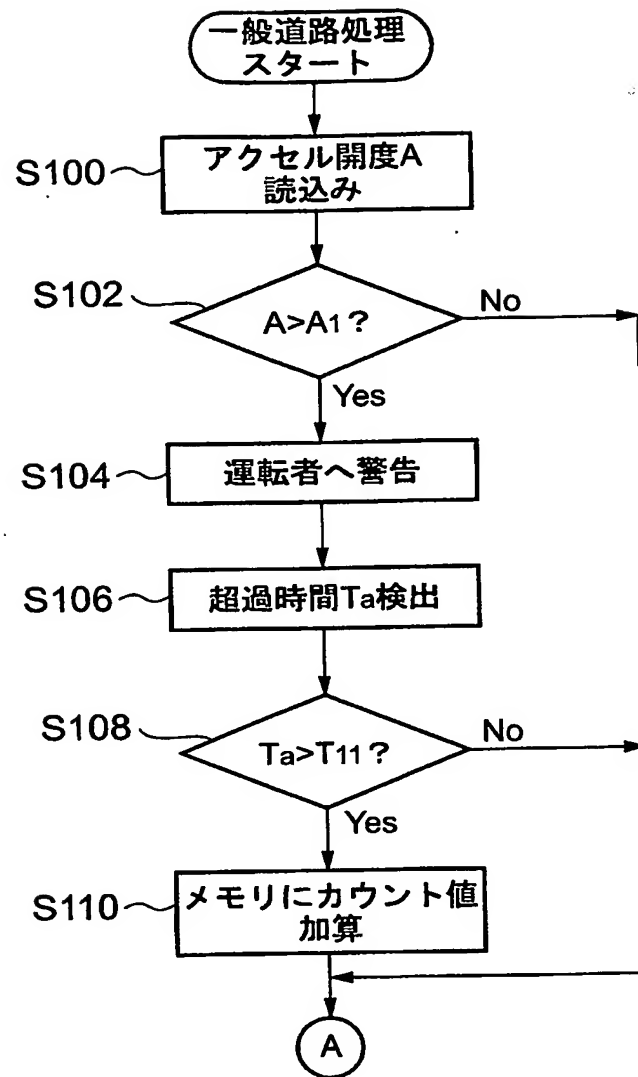 一般道路処理
スタート
S100
アクセル開度A
読込み
S102
A>A1?
No
Yes
S104
運転者へ警告
S106
超過時間Ta検出
S108
Ta>T11?
No
Yes
S110
メモリにカウント値
加算
A